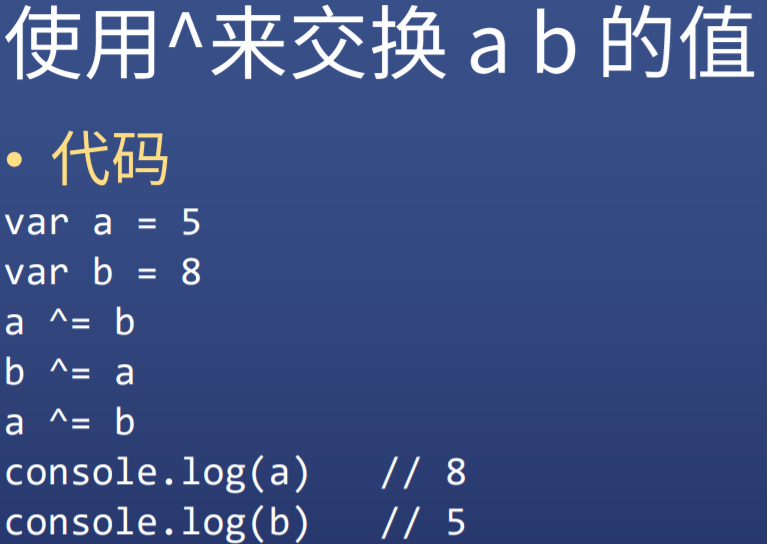 使用^来交换 a b 的值
• 代码
var a = 5
var b = 8
a ^= b
b ^= a
a ^= b
console.log(a)   // 8
console.log(b)   // 5